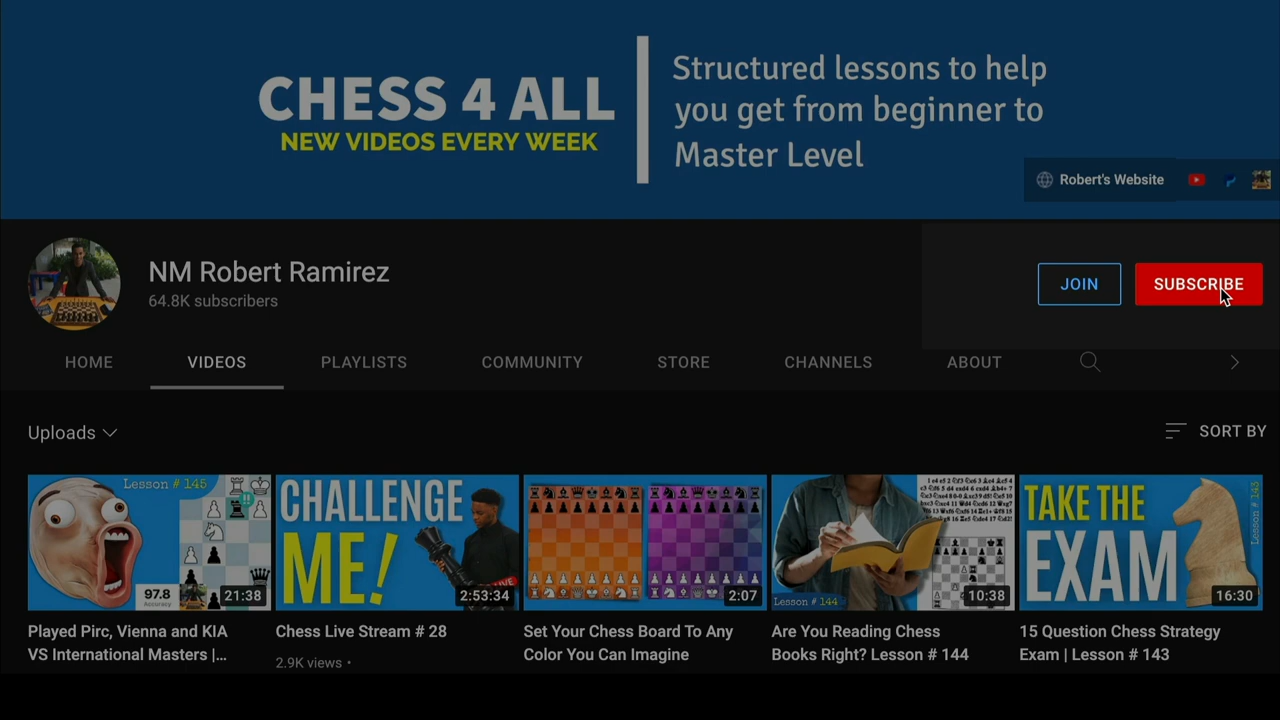 CHESS 4 ALL
NEW VIDEOS EVERY WEEK
Structured lessons to help
you get from beginner to
Master Level
Robert's Website
NM Robert Ramirez
64.8K subscribers
JOIN
SUBSCRIBE
HOME
VIDEOS
PLAYLISTS
COMMUNITY
STORE
CHANNELS
ABOUT
Uploads
SORT BY
Lesson # 145
97.8
Accuracy
21:38
CHALLENGE
ME!
LIVE
2:53:34
2:07
Lesson # 144
10:38
TAKE THE
EXAM
Lesson # 143
16:30
Played Pirc, Vienna and KIA
VS International Masters |...
Chess Live Stream # 28
2.9K views •
Set Your Chess Board To Any
Color You Can Imagine
Are You Reading Chess
Books Right? Lesson # 144
15 Question Chess Strategy
Exam | Lesson # 143